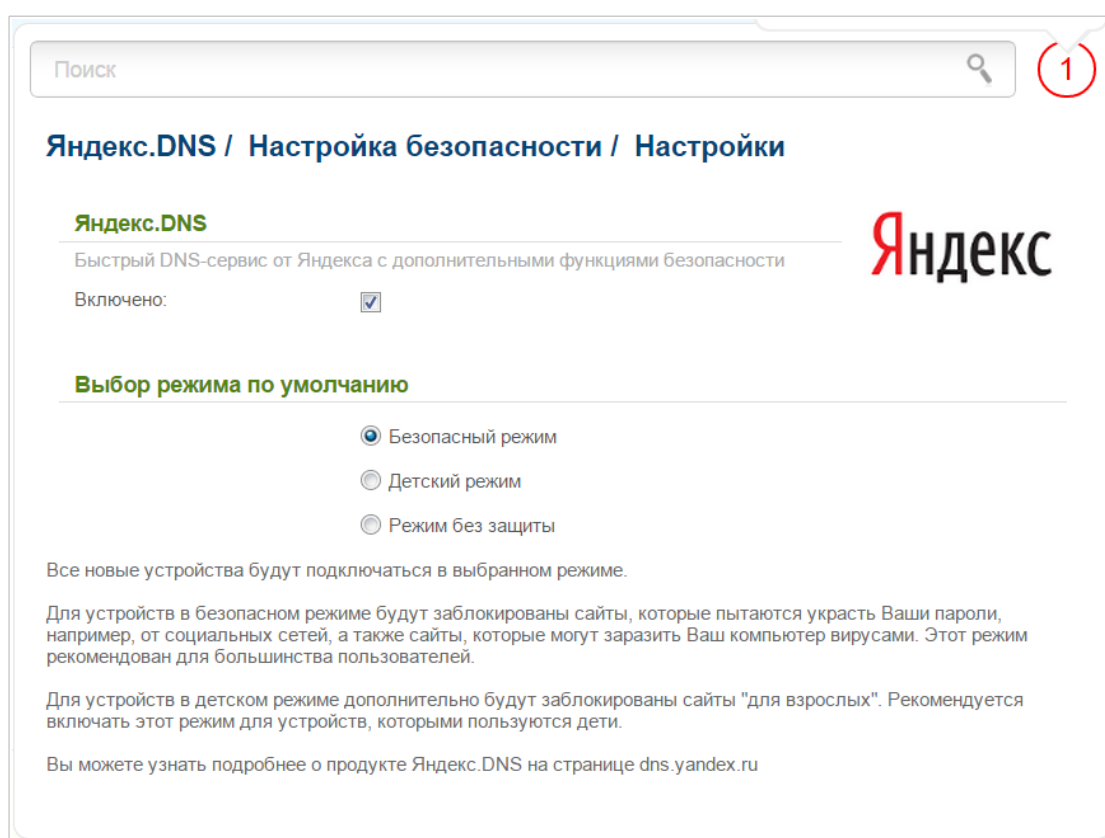 Поиск
1
Яндекс.DNS / Настройка безопасности / Настройки
Яндекс.DNS
Яндекс
Быстрый DNS-сервис от Яндекса с дополнительными функциями безопасности
Включено:
Выбор режима по умолчанию
Безопасный режим
Детский режим
Режим без защиты
Все новые устройства будут подключаться в выбранном режиме.
Для устройств в безопасном режиме будут заблокированы сайты, которые пытаются украсть Ваши пароли,
например, от социальных сетей, а также сайты, которые могут заразить Ваш компьютер вирусами. Этот режим
рекомендован для большинства пользователей.
Для устройств в детском режиме дополнительно будут заблокированы сайты "для взрослых". Рекомендуется
включать этот режим для устройств, которыми пользуются дети.
Вы можете узнать подробнее о продукте Яндекс.DNS на странице dns.yandex.ru